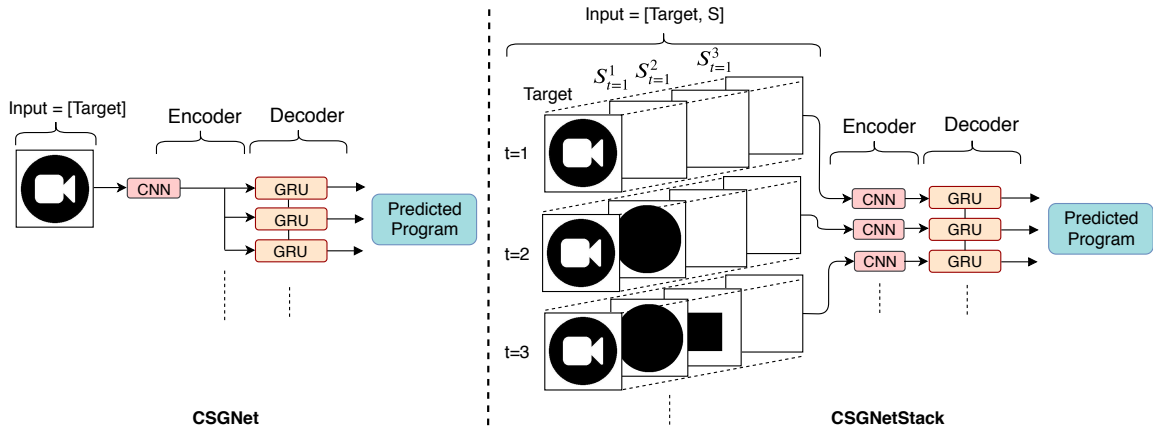 Input = [Target]
Encoder
Decoder
CNN
GRU
GRU
GRU
Predicted
Program
CSGNet
Input = [Target, S]
S¹ₜ₌₁
S²ₜ₌₁
S³ₜ₌₁
Target
t=1
t=2
t=3
Encoder
Decoder
CNN
GRU
CNN
GRU
CNN
GRU
Predicted
Program
CSGNetStack